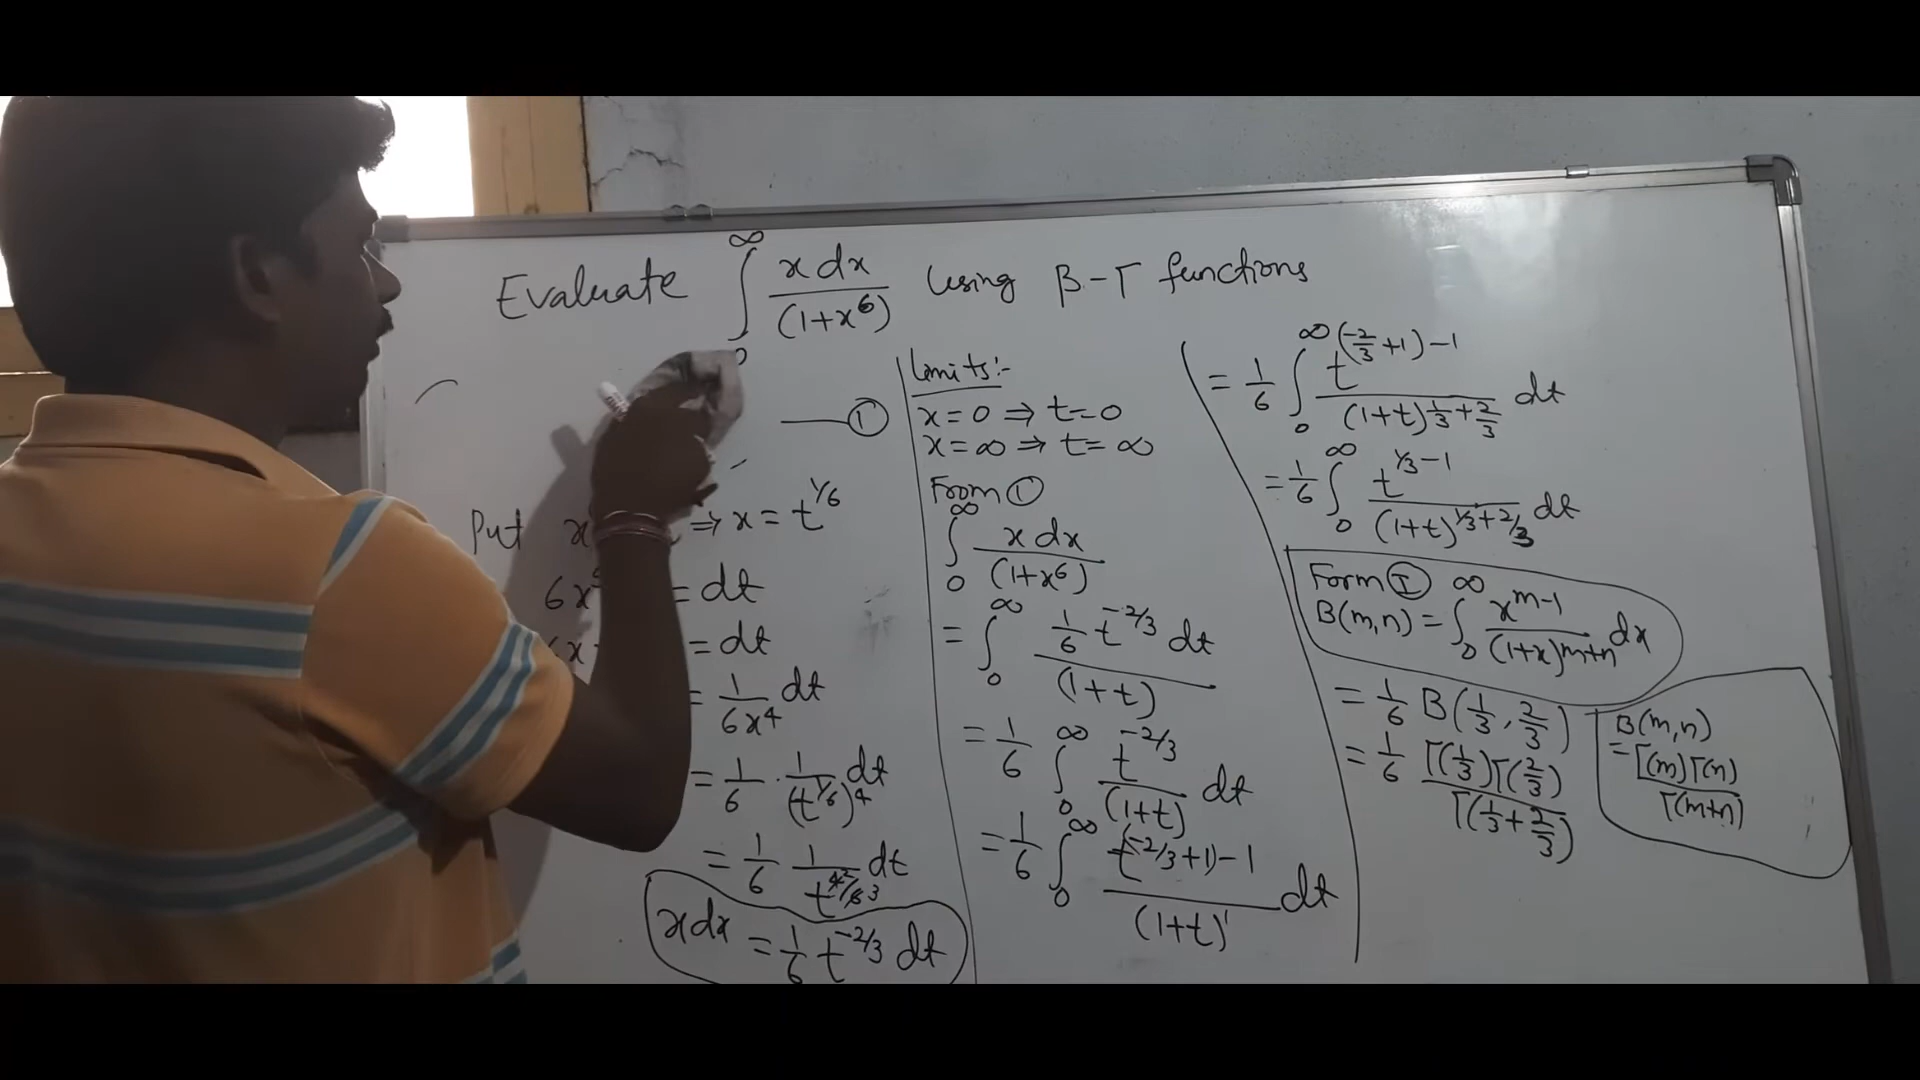 Evaluate ∫₀^∞ x dx / (1+x⁶) using β-Γ functions
—— ①
Put x ⇒ x = t^1/6
6x = dt
6x = dt
= 1/6x⁴ dt
= 1/6 · 1/(t^1/6)⁴ dt
= 1/6 1/t^2/3 dt
x dx = 1/6 t^-2/3 dt
Limits:-
x = 0 ⇒ t = 0
x = ∞ ⇒ t = ∞
From ①
∫₀^∞ x dx / (1+x⁶)
= ∫₀^∞ 1/6 t^-2/3 dt / (1+t)
= 1/6 ∫₀^∞ t^-2/3 / (1+t) dt
= 1/6 ∫₀^∞ t^(-2/3+1)-1 / (1+t)^1 dt
= 1/6 ∫₀^∞ t^(-2/3+1)-1 / (1+t)^1/3+2/3 dt
= 1/6 ∫₀^∞ t^1/3-1 / (1+t)^1/3+2/3 dt
Form Ⓘ
B(m,n) = ∫₀^∞ x^m-1 / (1+x)^m+n dx
= 1/6 B(1/3, 2/3)
= 1/6 Γ(1/3)Γ(2/3) / Γ(1/3+2/3)
B(m,n)
= Γ(m)Γ(n) / Γ(m+n)